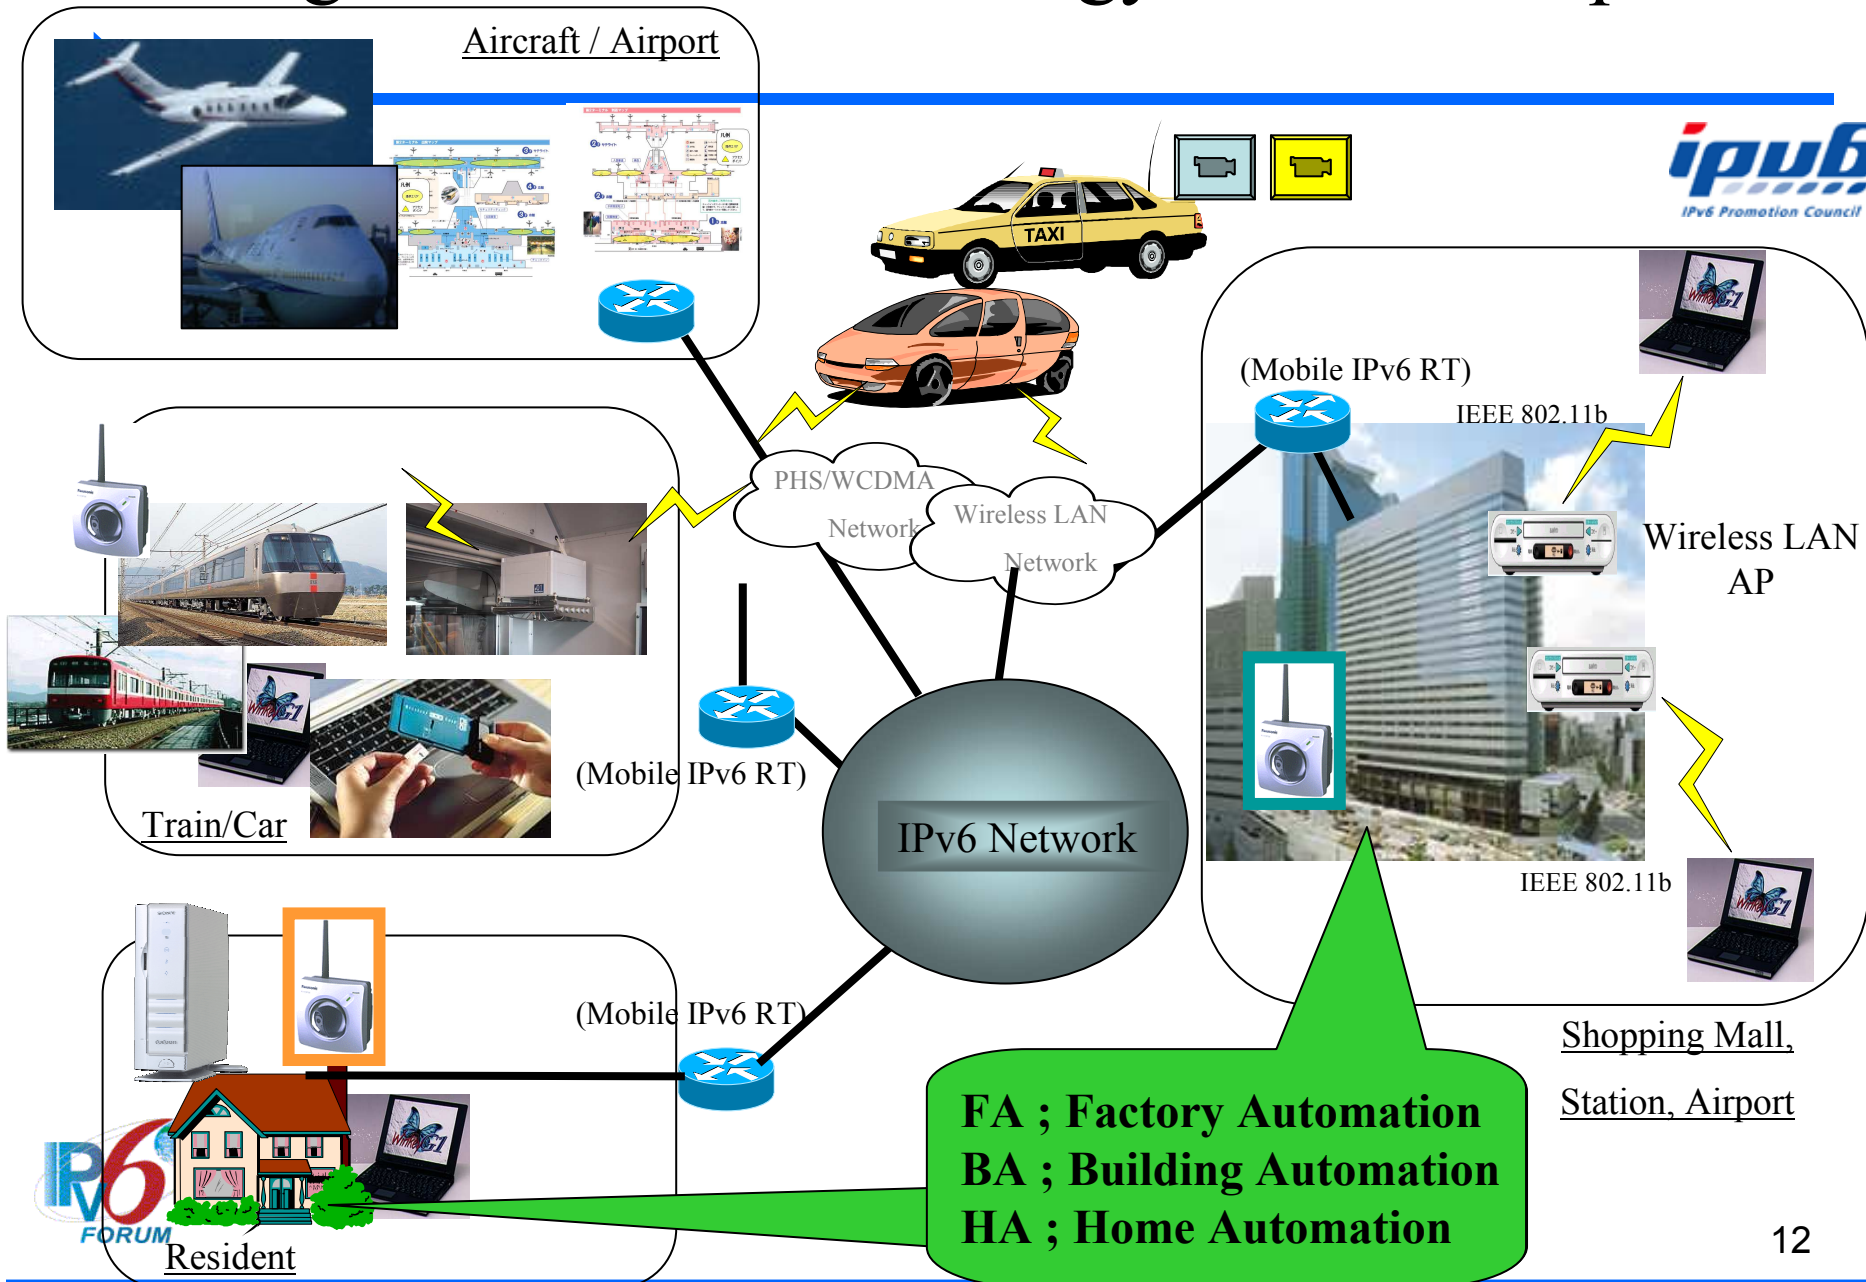 Aircraft / Airport
ipv6
IPv6 Promotion Council
TAXI
(Mobile IPv6 RT)
IEEE 802.11b
PHS/WCDMA
Network
Wireless LAN
Network
Wireless LAN
AP
(Mobile IPv6 RT)
Train/Car
IPv6 Network
IEEE 802.11b
(Mobile IPv6 RT)
Shopping Mall,
Station, Airport
FA ; Factory Automation
BA ; Building Automation
HA ; Home Automation
IPv6
FORUM
Resident
12